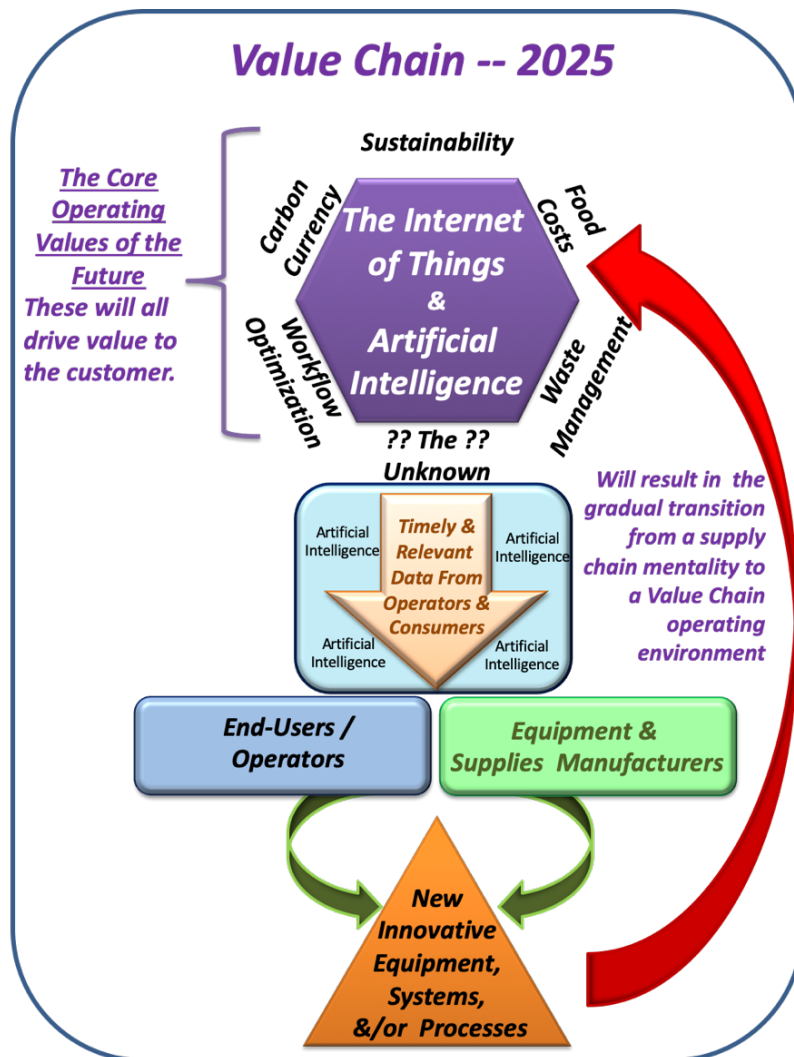 Value Chain -- 2025
The Core
Operating
Values of the
Future
These will all
drive value to
the customer.
Sustainability
Carbon
Currency
Food
Costs
The Internet
of Things
&
Artificial
Intelligence
Workflow
Optimization
Waste
Management
?? The ??
Unknown
Artificial
Intelligence
Timely &
Relevant
Data From
Operators &
Consumers
Artificial
Intelligence
Artificial
Intelligence
Artificial
Intelligence
Will result in  the
gradual transition
from a supply
chain mentality to
a Value Chain
operating
environment
End-Users /
Operators
Equipment &
Supplies  Manufacturers
New
Innovative
Equipment,
Systems,
&/or  Processes